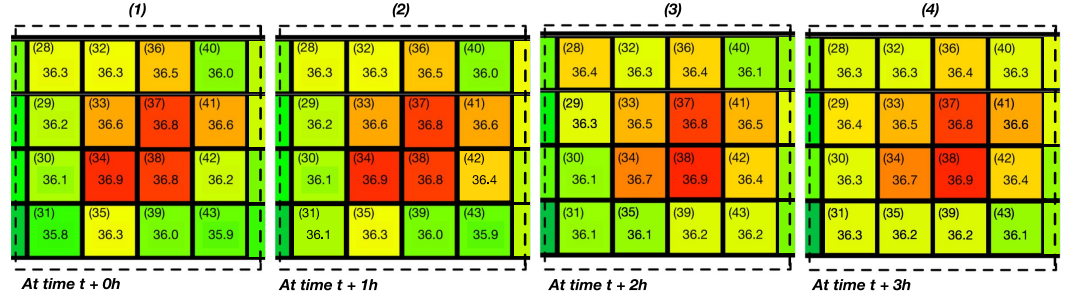 (1) (2) (3) (4)
(28) (32) (36) (40) (28) (32) (36) (40) (28) (32) (36) (40) (28) (32) (36) (40)
36.3 36.3 36.5 36.0 36.3 36.3 36.5 36.0 36.4 36.3 36.4 36.1 36.3 36.3 36.4 36.3
(29) (33) (37) (41) (29) (33) (37) (41) (29) (33) (37) (41) (29) (33) (37) (41)
36.2 36.6 36.8 36.6 36.2 36.6 36.8 36.6 36.3 36.5 36.8 36.5 36.4 36.5 36.8 36.6
(30) (34) (38) (42) (30) (34) (38) (42) (30) (34) (38) (42) (30) (34) (38) (42)
36.1 36.9 36.8 36.2 36.1 36.9 36.8 36.4 36.1 36.7 36.9 36.4 36.3 36.7 36.9 36.4
(31) (35) (39) (43) (31) (35) (39) (43) (31) (35) (39) (43) (31) (35) (39) (43)
35.8 36.3 36.0 35.9 36.1 36.3 36.0 35.9 36.1 36.1 36.2 36.2 36.3 36.2 36.2 36.1
At time t + 0h At time t + 1h At time t + 2h At time t + 3h